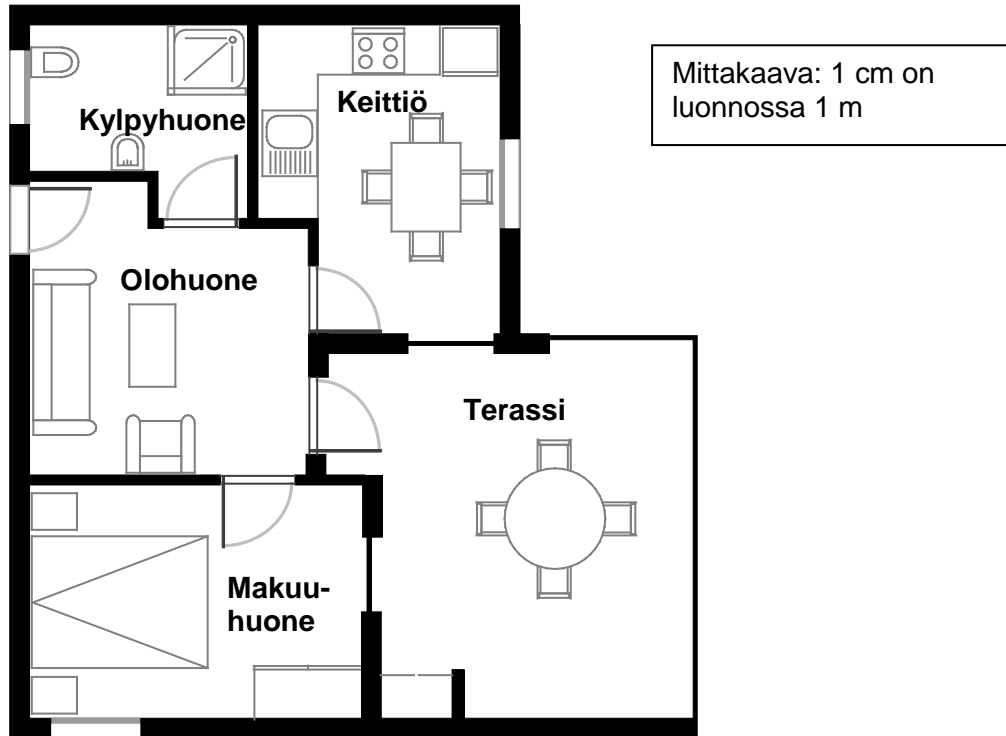 Mittakaava: 1 cm on
luonnossa 1 m
Keittiö
Kylpyhuone
Olohuone
Terassi
Makuu-
huone